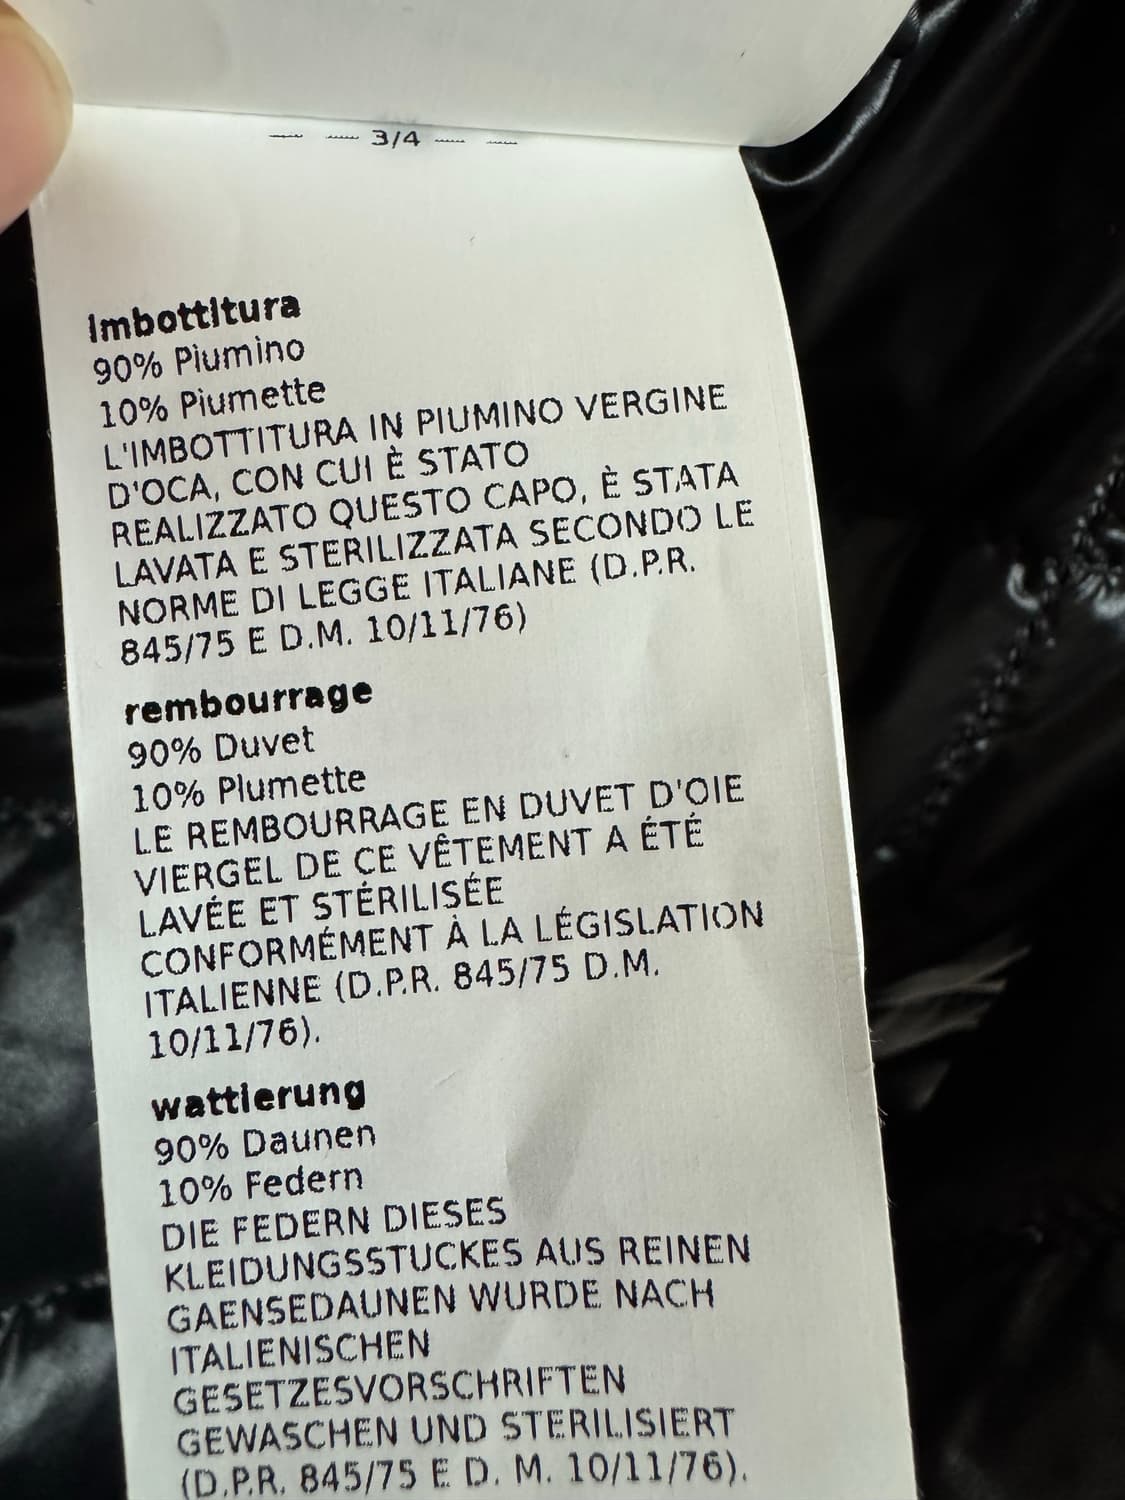 3/4
imbottitura
90% Piumino
10% Piumette
L'IMBOTTITURA IN PIUMINO VERGINE
D'OCA, CON CUI È STATO
REALIZZATO QUESTO CAPO, È STATA
LAVATA E STERILIZZATA SECONDO LE
NORME DI LEGGE ITALIANE (D.P.R.
845/75 E D.M. 10/11/76)
rembourrage
90% Duvet
10% Plumette
LE REMBOURRAGE EN DUVET D'OIE
VIERGEL DE CE VÊTEMENT A ÉTÉ
LAVÉE ET STÉRILISÉE
CONFORMÉMENT À LA LÉGISLATION
ITALIENNE (D.P.R. 845/75 D.M.
10/11/76).
wattierung
90% Daunen
10% Federn
DIE FEDERN DIESES
KLEIDUNGSSTUCKES AUS REINEN
GAENSEDAUNEN WURDE NACH
ITALIENISCHEN
GESETZESVORSCHRIFTEN
GEWASCHEN UND STERILISIERT
(D.P.R. 845/75 E D. M. 10/11/76).